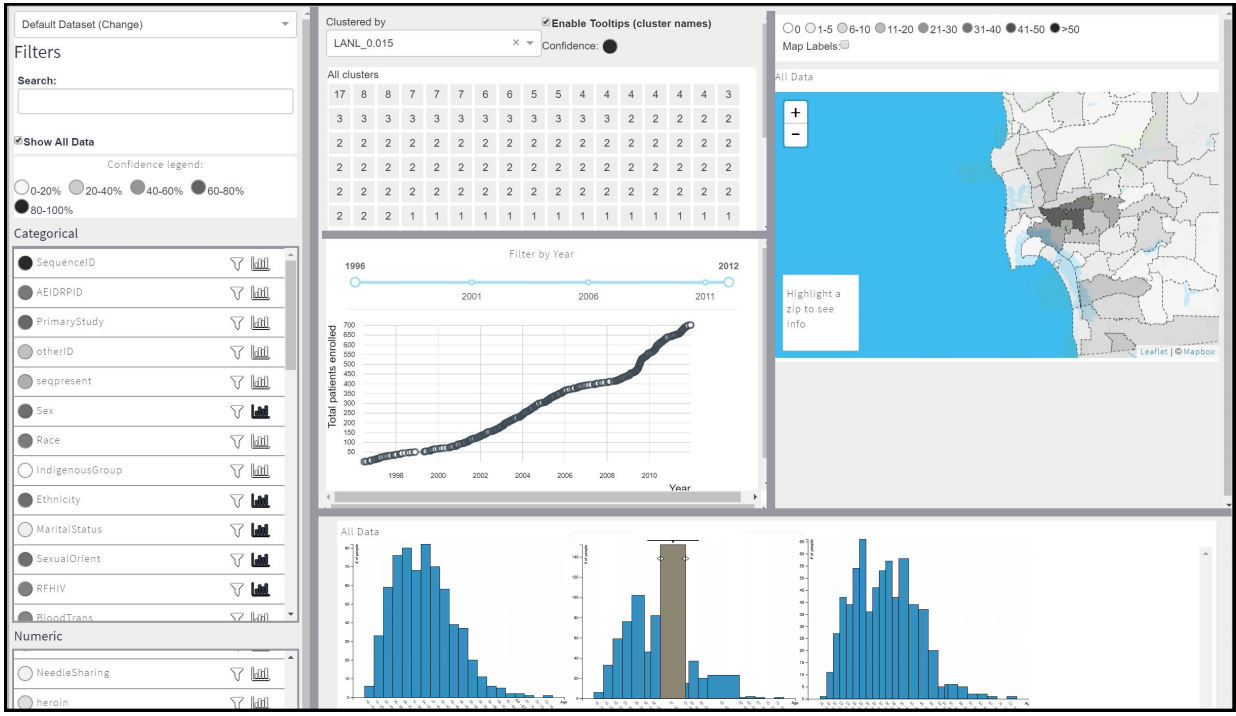 Default Dataset (Change)
Filters
Search:
Show All Data
Confidence legend:
0-20% 20-40% 40-60% 60-80%
80-100%
Categorical
SequenceID
AEIDRPID
PrimaryStudy
otherID
seqpresent
Sex
Race
IndigenousGroup
Ethnicity
MaritalStatus
SexualOrient
RFHIV
BloodTrans
Numeric
NeedleSharing
heroin
Clustered by
LANL_0.015 ×
Enable Tooltips (cluster names)
Confidence:
All clusters
17 8 8 7 7 7 6 6 5 5 4 4 4 4 4 4 3
3 3 3 3 3 3 3 3 3 3 3 3 2 2 2 2 2
2 2 2 2 2 2 2 2 2 2 2 2 2 2 2 2 2
2 2 2 2 2 2 2 2 2 2 2 2 2 2 2 2 2
2 2 2 2 2 2 2 2 2 2 2 2 2 2 2 2 2
2 2 2 1 1 1 1 1 1 1 1 1 1 1 1 1 1
Filter by Year
1996 2012
2001 2006 2011
Total patients enrolled
700
650
600
550
500
450
400
350
300
250
200
150
100
50
1998 2000 2002 2004 2006 2008 2010
Year
0 1-5 6-10 11-20 21-30 31-40 41-50 >50
Map Labels:
All Data
+
−
Highlight a
zip to see
info
Leaflet | © Mapbox
All Data
# of people
Age
# of people
Age
# of people
Age